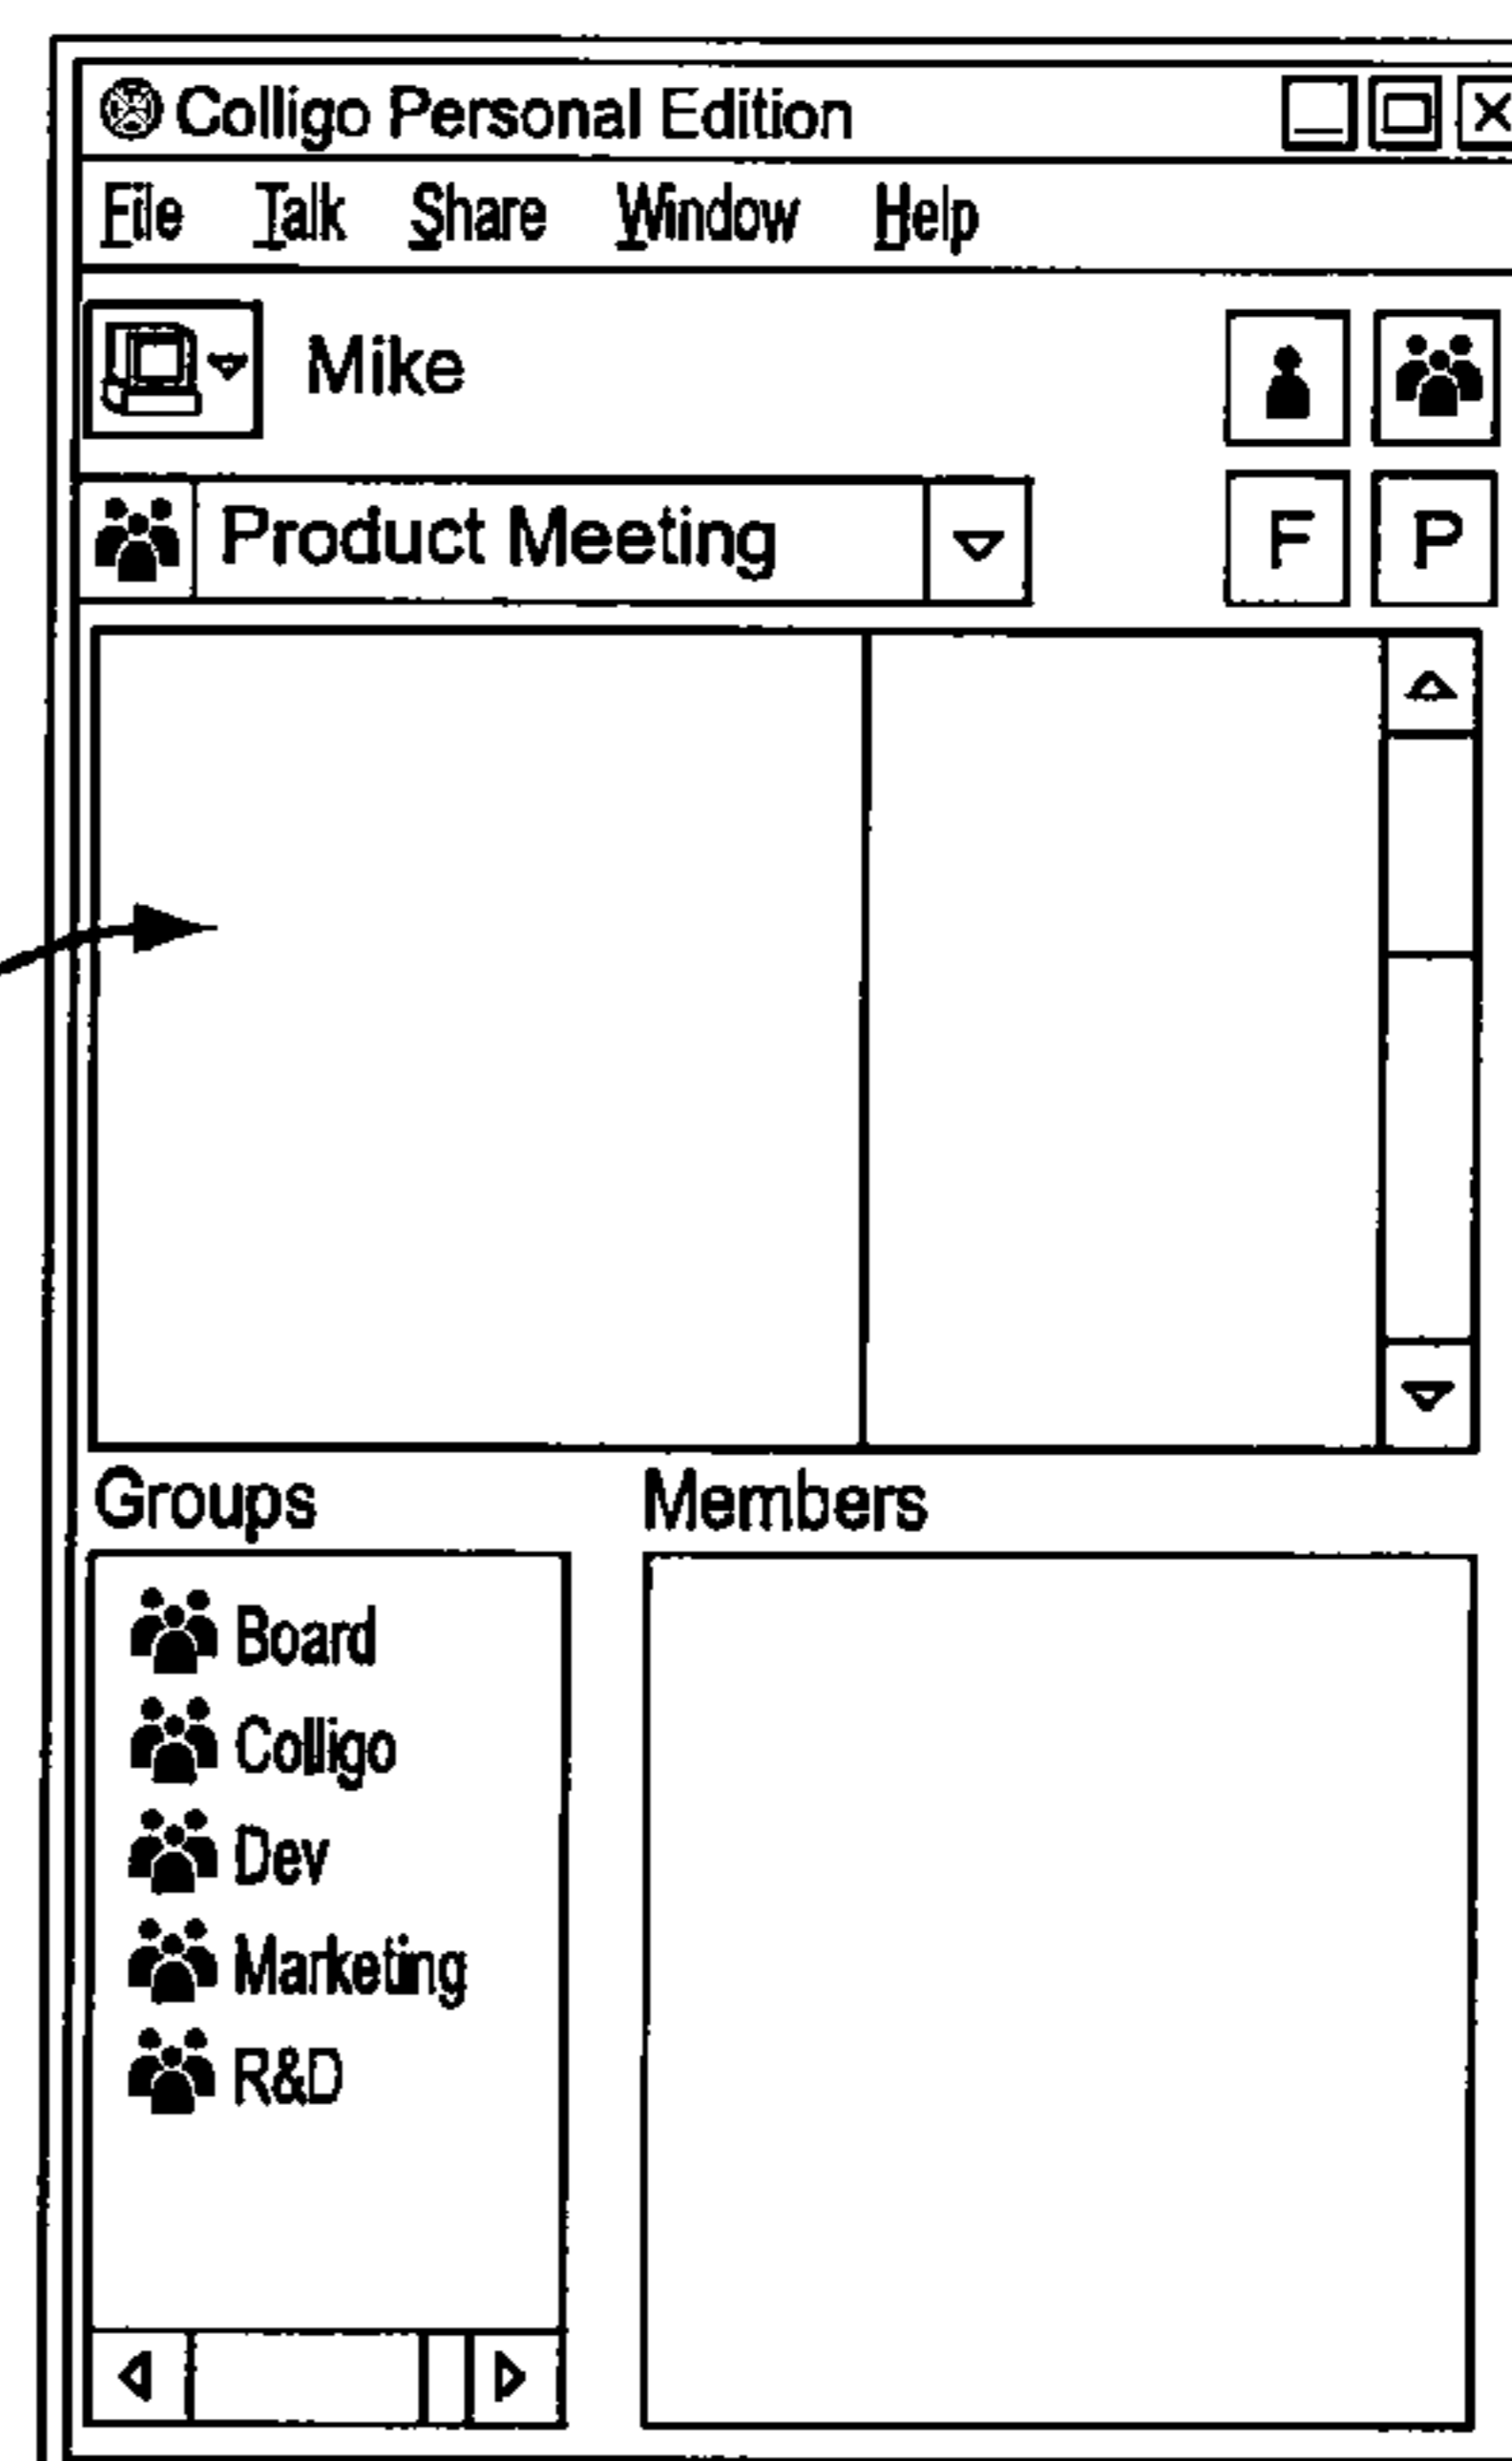 Colligo Personal Edition
File Talk Share Window Help
Mike
Product Meeting
F P
Groups Members
Board
Colligo
Dev
Marketing
R&D